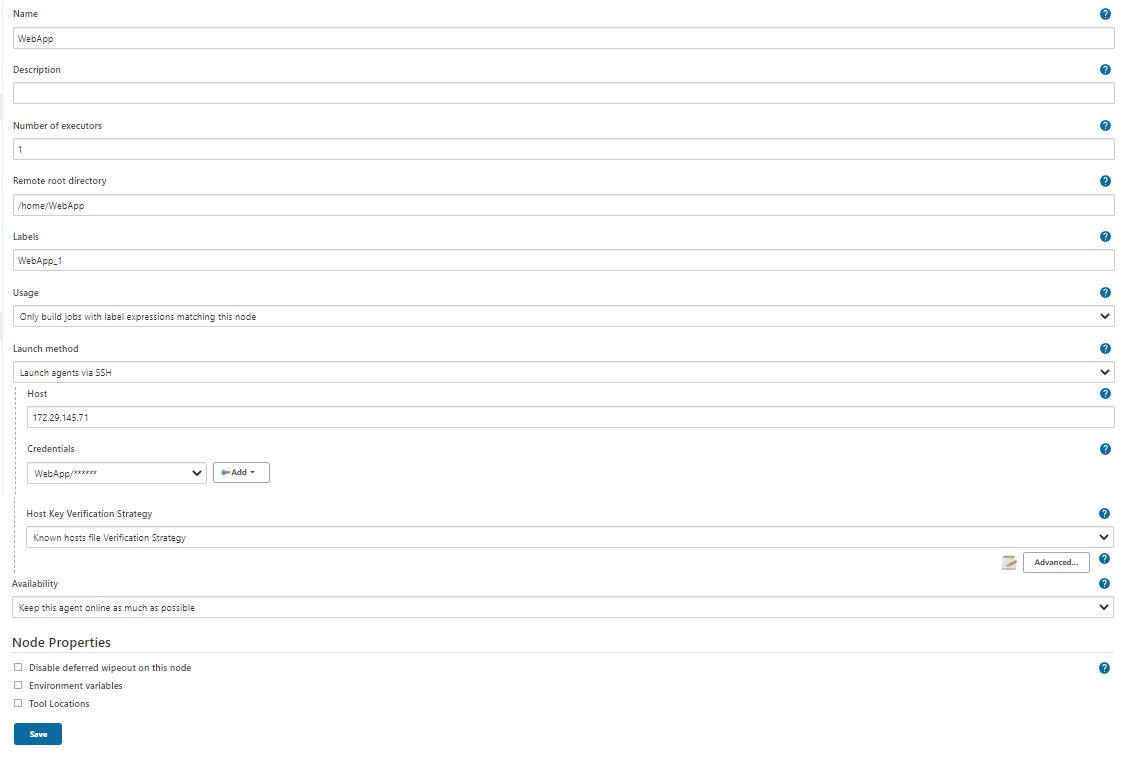 Name
WebApp
Description
Number of executors
1
Remote root directory
/home/WebApp
Labels
WebApp_1
Usage
Only build jobs with label expressions matching this node
Launch method
Launch agents via SSH
Host
172.29.145.71
Credentials
WebApp/****** Add
Host Key Verification Strategy
Known hosts file Verification Strategy
Advanced...
Availability
Keep this agent online as much as possible
Node Properties
Disable deferred wipeout on this node
Environment variables
Tool Locations
Save